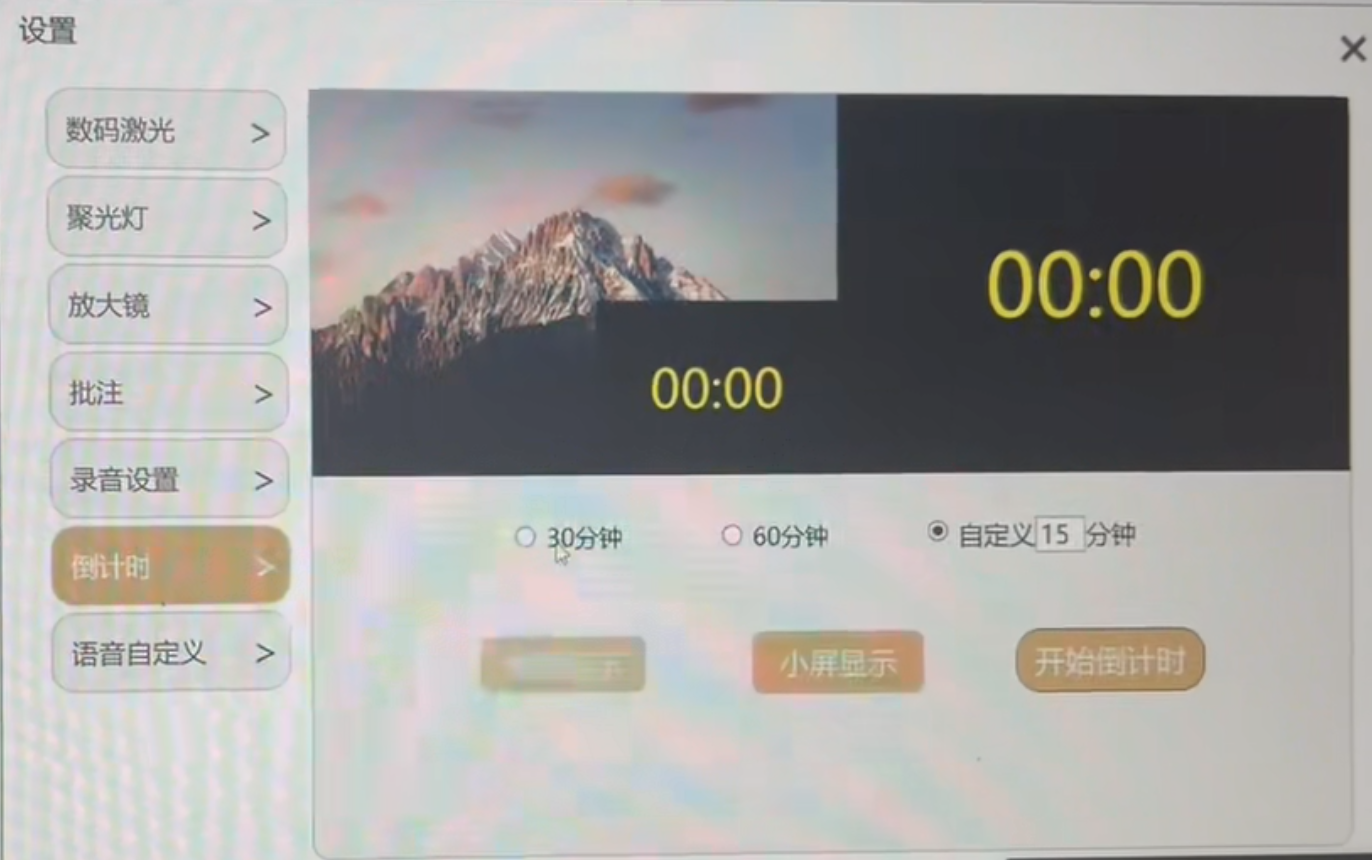 设置
数码激光 >
聚光灯 >
放大镜 >
批注 >
录音设置 >
倒计时 >
语音自定义 >
00:00
00:00
30分钟 60分钟 自定义 15 分钟
小屏显示 开始倒计时